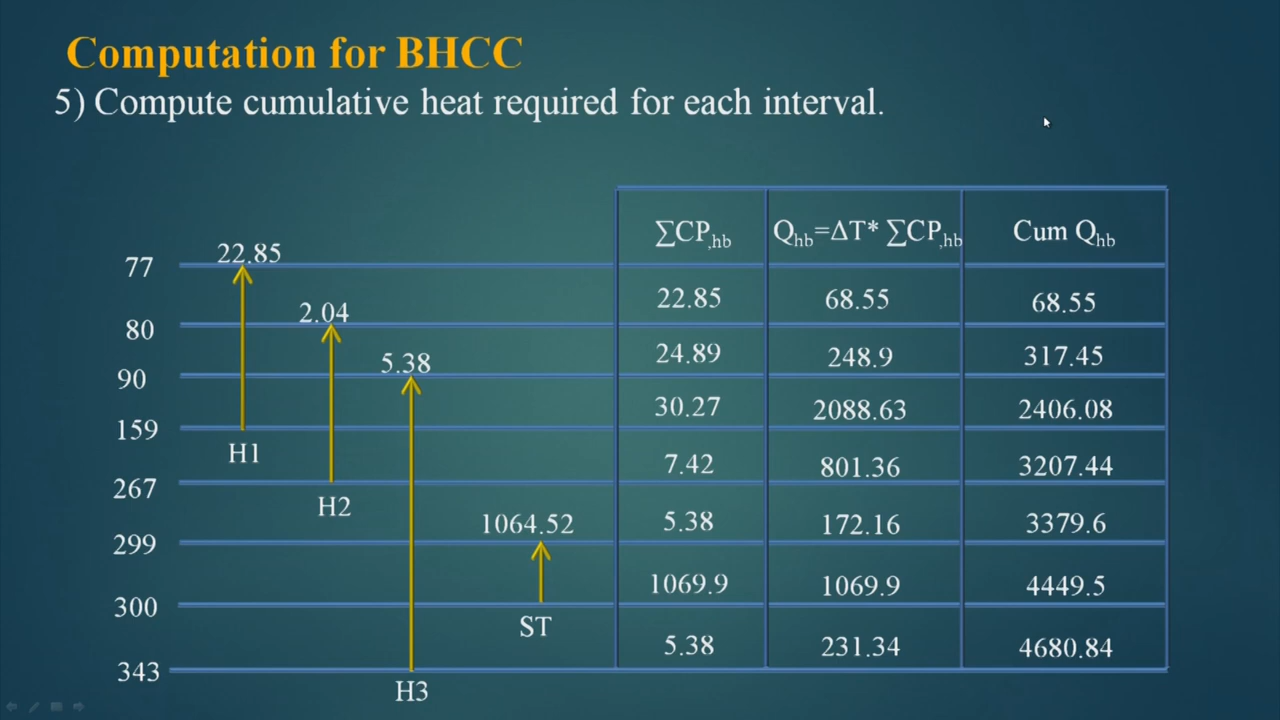 Computation for BHCC
5) Compute cumulative heat required for each interval.
∑CP,hb Qhb=ΔT* ∑CP,hb Cum Qhb
22.85
77
22.85 68.55 68.55
2.04
80
24.89 248.9 317.45
5.38
90
30.27 2088.63 2406.08
159
H1
7.42 801.36 3207.44
267
H2
1064.52 5.38 172.16 3379.6
299
1069.9 1069.9 4449.5
300
ST
5.38 231.34 4680.84
343
H3